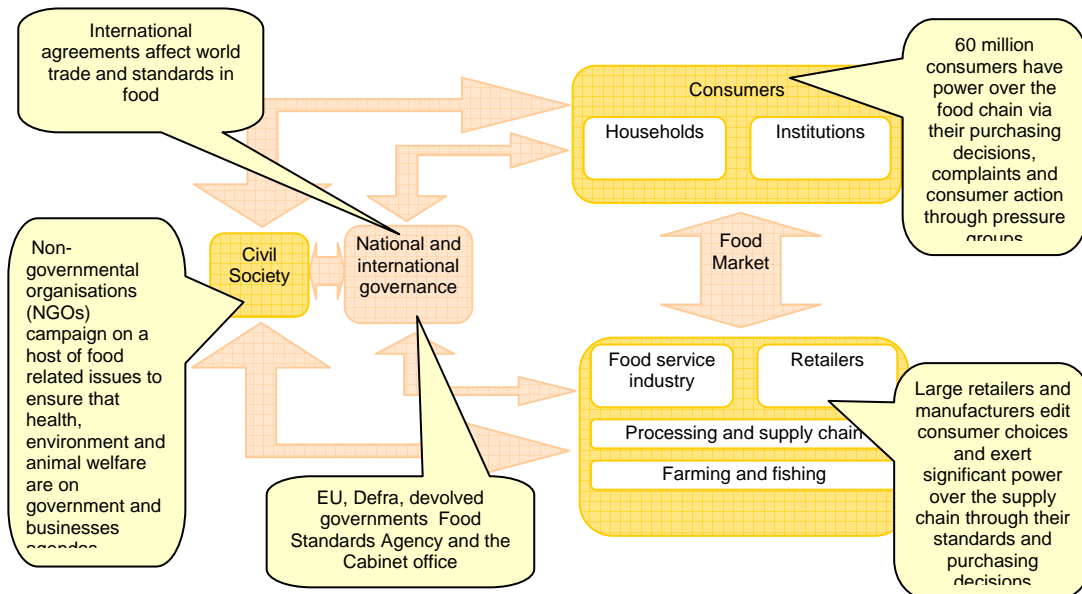 International
agreements affect world
trade and standards in
food
Consumers
Households
Institutions
60 million
consumers have
power over the
food chain via
their purchasing
decisions,
complaints and
consumer action
through pressure
groups
Civil
Society
National and
international
governance
Food
Market
Non-
governmental
organisations
(NGOs)
campaign on a
host of food
related issues to
ensure that
health,
environment and
animal welfare
are on
government and
businesses
agendas
Food service
industry
Retailers
Processing and supply chain
Farming and fishing
Large retailers and
manufacturers edit
consumer choices
and exert
significant power
over the supply
chain through their
standards and
purchasing
decisions
EU, Defra, devolved
governments Food
Standards Agency and the
Cabinet office